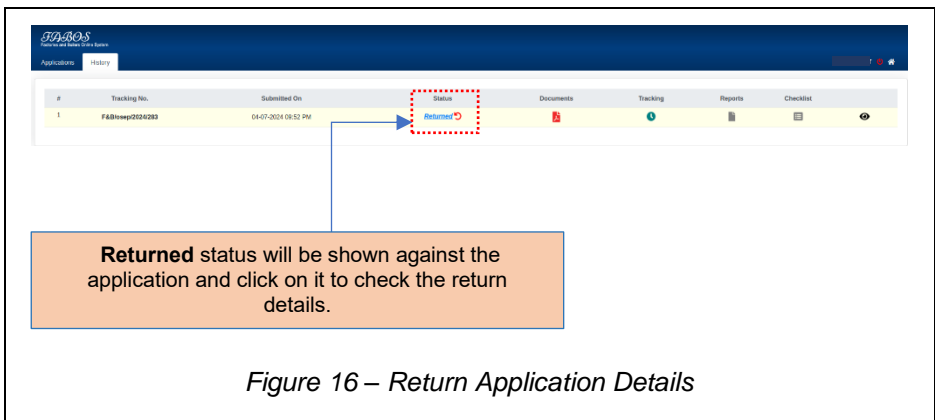 FABOS
Factories and Boilers Online System
Applications History
# Tracking No. Submitted On Status Documents Tracking Reports Checklist
1 F&B/osep/2024/283 04-07-2024 09:52 PM Returned
Returned status will be shown against the
application and click on it to check the return
details.
Figure 16 – Return Application Details